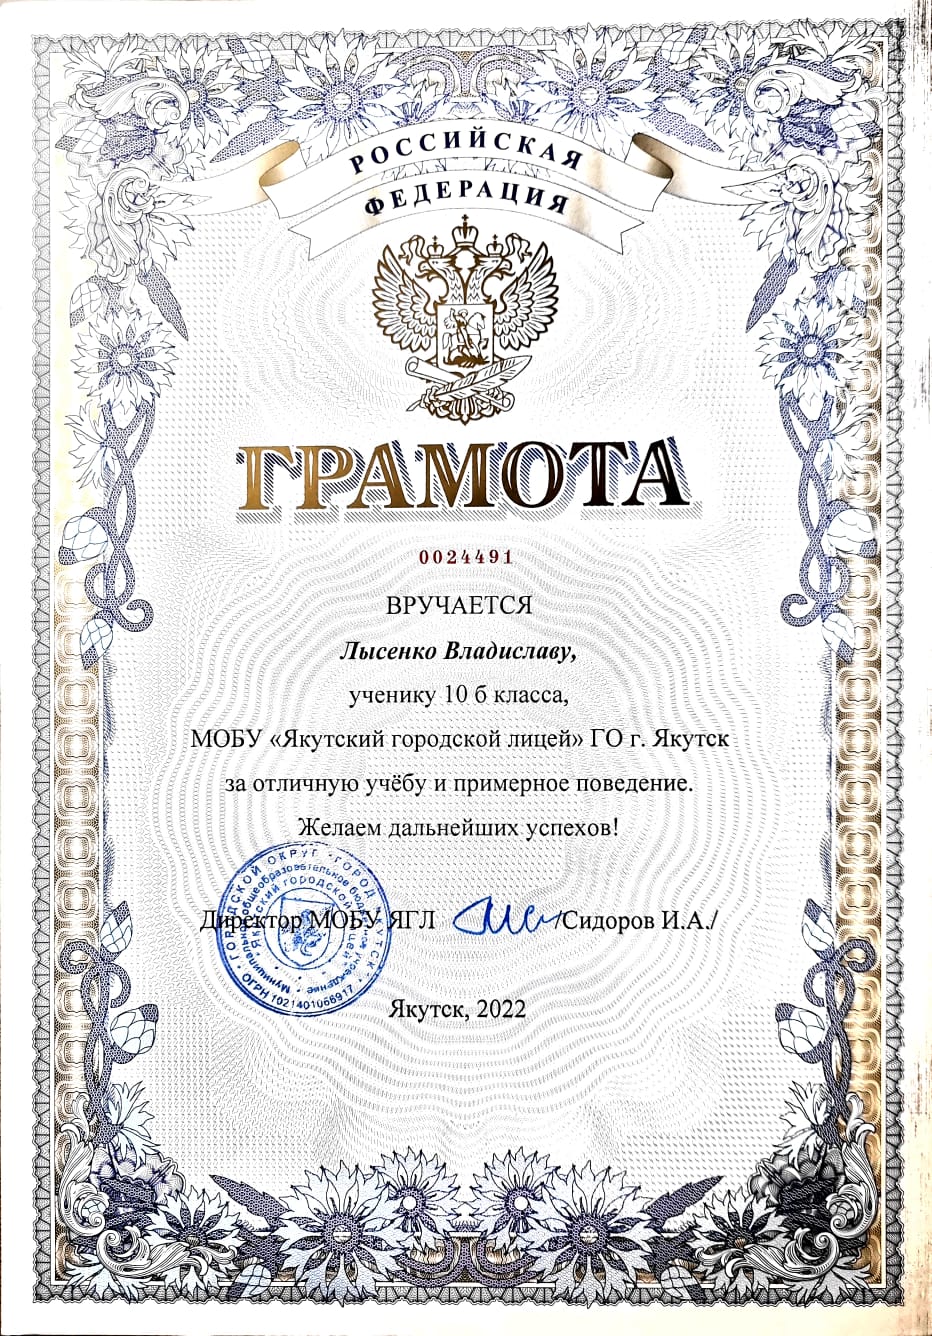 РОССИЙСКАЯ
ФЕДЕРАЦИЯ
ГРАМОТА
0024491
ВРУЧАЕТСЯ
Лысенко Владиславу,
ученику 10 б класса,
МОБУ «Якутский городской лицей» ГО г. Якутск
за отличную учёбу и примерное поведение.
Желаем дальнейших успехов!
Директор МОБУ ЯГЛ /Сидоров И.А./
ГОРОДСКОЙ ОКРУГ "ГОРОД ЯКУТСК"
ОГРН 1021401066917
Муниципальное общеобразовательное бюджетное учреждение
Якутский городской лицей
Якутск, 2022